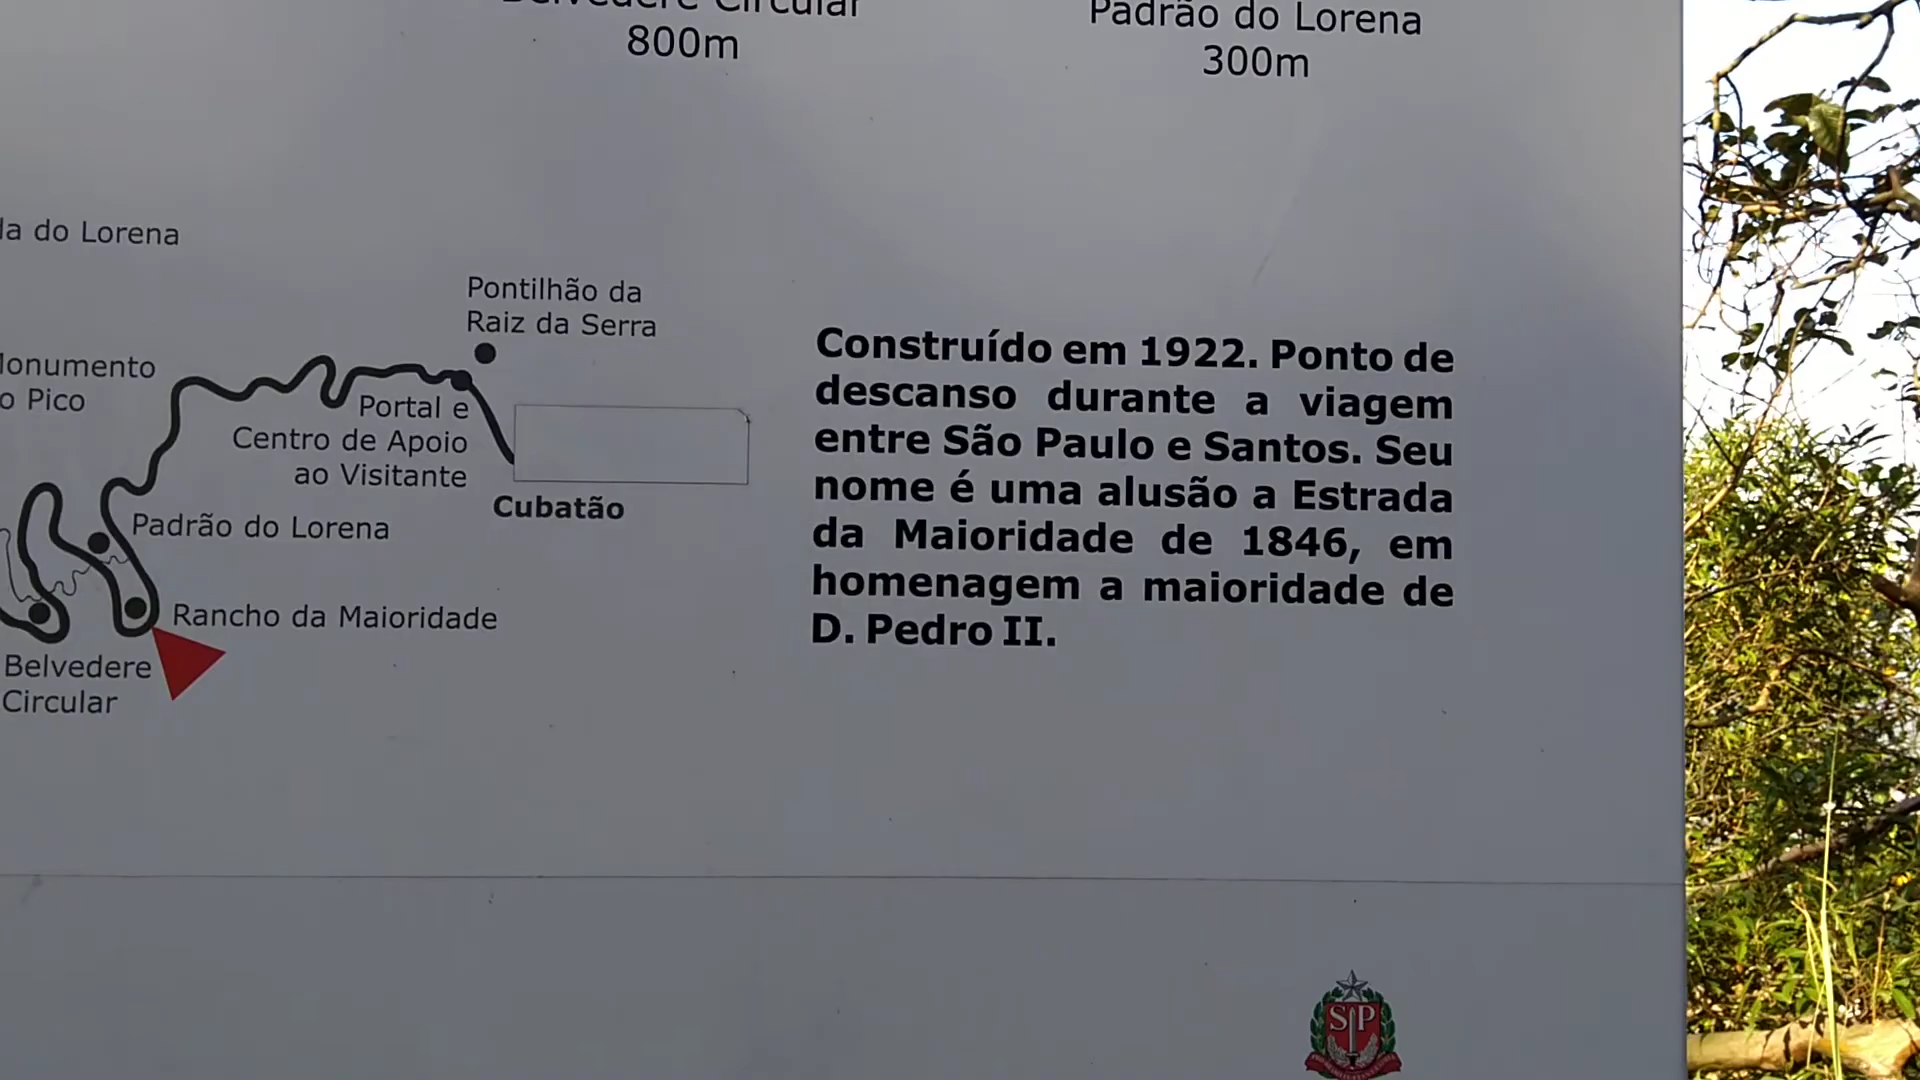 Belvedere Circular
800m
Padrão do Lorena
300m
do Lorena
Pontilhão da
Raiz da Serra
Pico
Portal e
Centro de Apoio
ao Visitante
Cubatão
Padrão do Lorena
Rancho da Maioridade
Belvedere
Circular
Construído em 1922. Ponto de
descanso durante a viagem
entre São Paulo e Santos. Seu
nome é uma alusão a Estrada
da Maioridade de 1846, em
homenagem a maioridade de
D. Pedro II.
SP